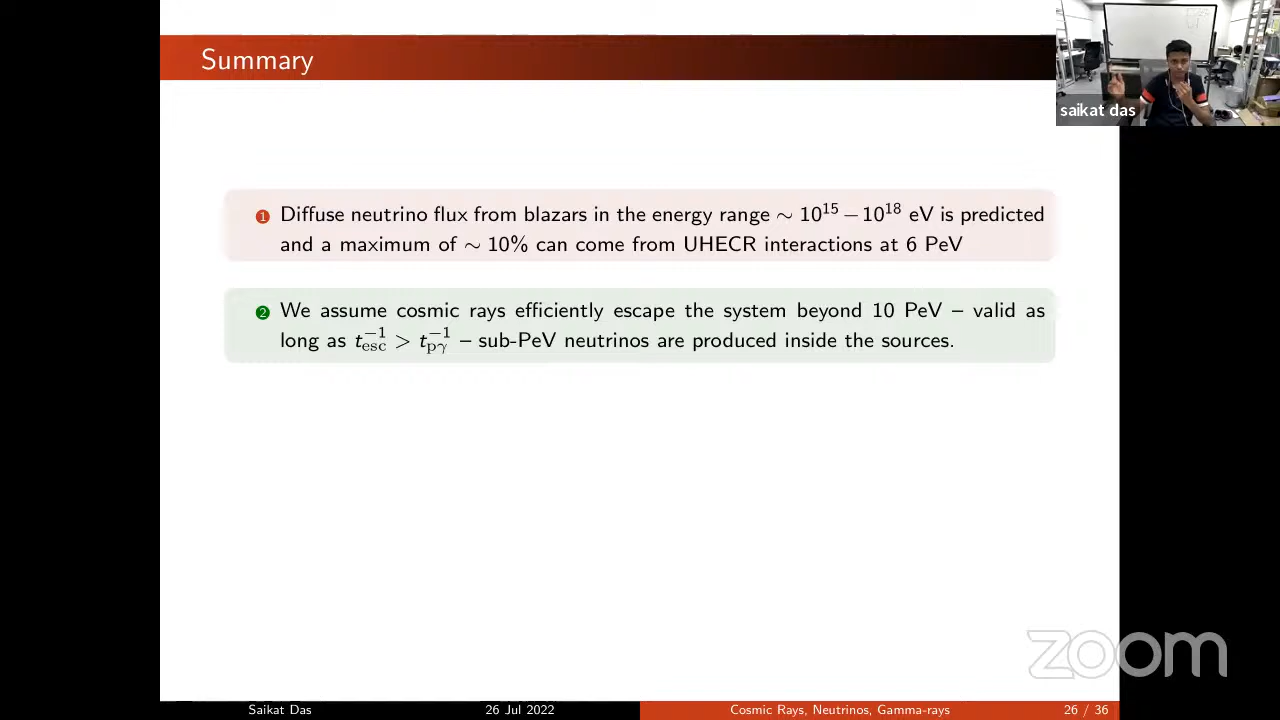 Summary
saikat das
1 Diffuse neutrino flux from blazars in the energy range ∼ 10^15 − 10^18 eV is predicted
and a maximum of ∼ 10% can come from UHECR interactions at 6 PeV
2 We assume cosmic rays efficiently escape the system beyond 10 PeV – valid as
long as t_esc^−1 > t_pγ^−1 – sub-PeV neutrinos are produced inside the sources.
zoom
Saikat Das 26 Jul 2022 Cosmic Rays, Neutrinos, Gamma-rays 26 / 36